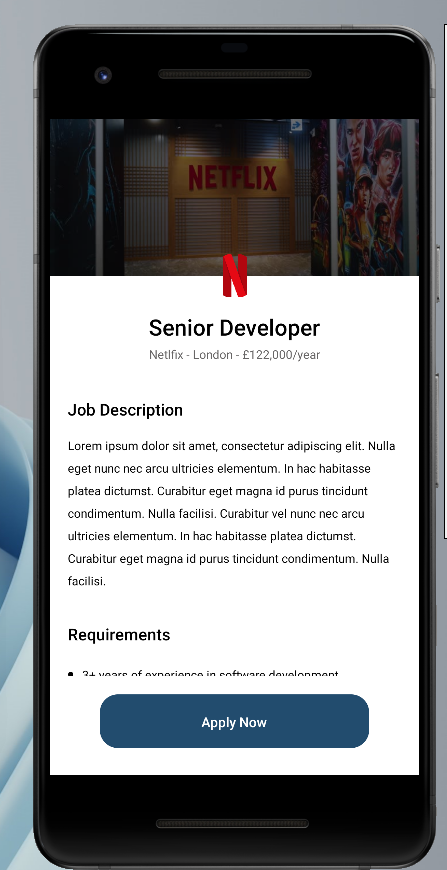 NETFLIX
Senior Developer
Netlfix - London - £122,000/year
Job Description
Lorem ipsum dolor sit amet, consectetur adipiscing elit. Nulla
eget nunc nec arcu ultricies elementum. In hac habitasse
platea dictumst. Curabitur eget magna id purus tincidunt
condimentum. Nulla facilisi. Curabitur vel nunc nec arcu
ultricies elementum. In hac habitasse platea dictumst.
Curabitur eget magna id purus tincidunt condimentum. Nulla
facilisi.
Requirements
3+ years of experience in software development
Apply Now